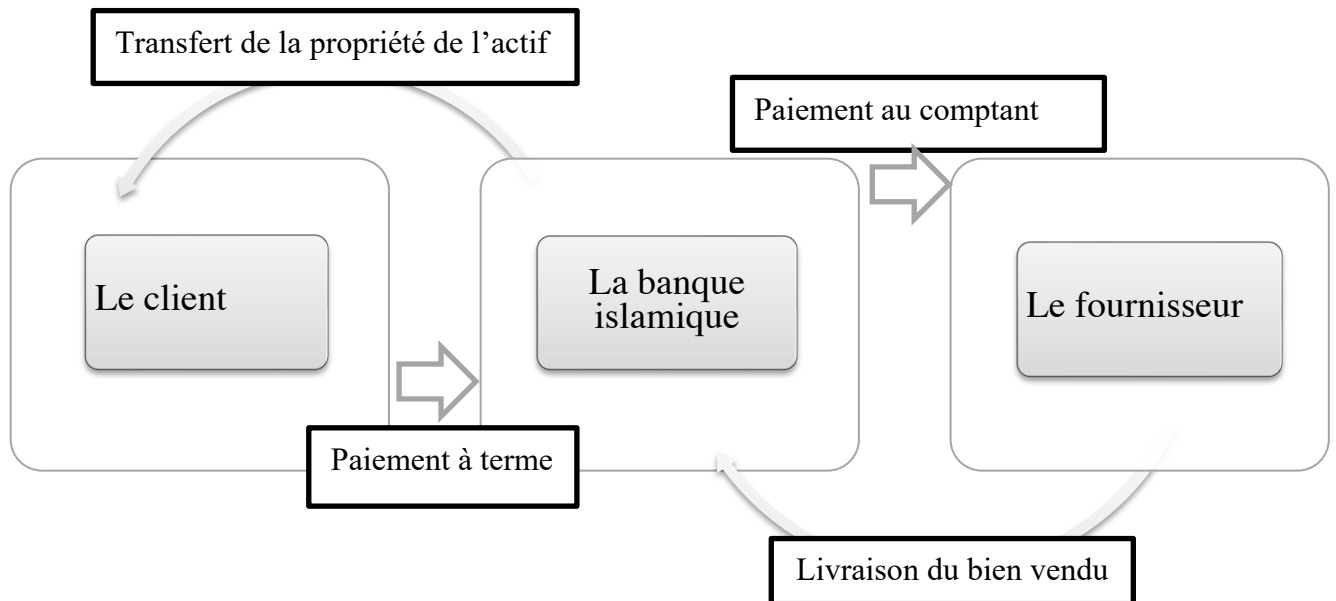 Transfert de la propriété de l’actif
Paiement au comptant
Le client
La banque
islamique
Le fournisseur
Paiement à terme
Livraison du bien vendu